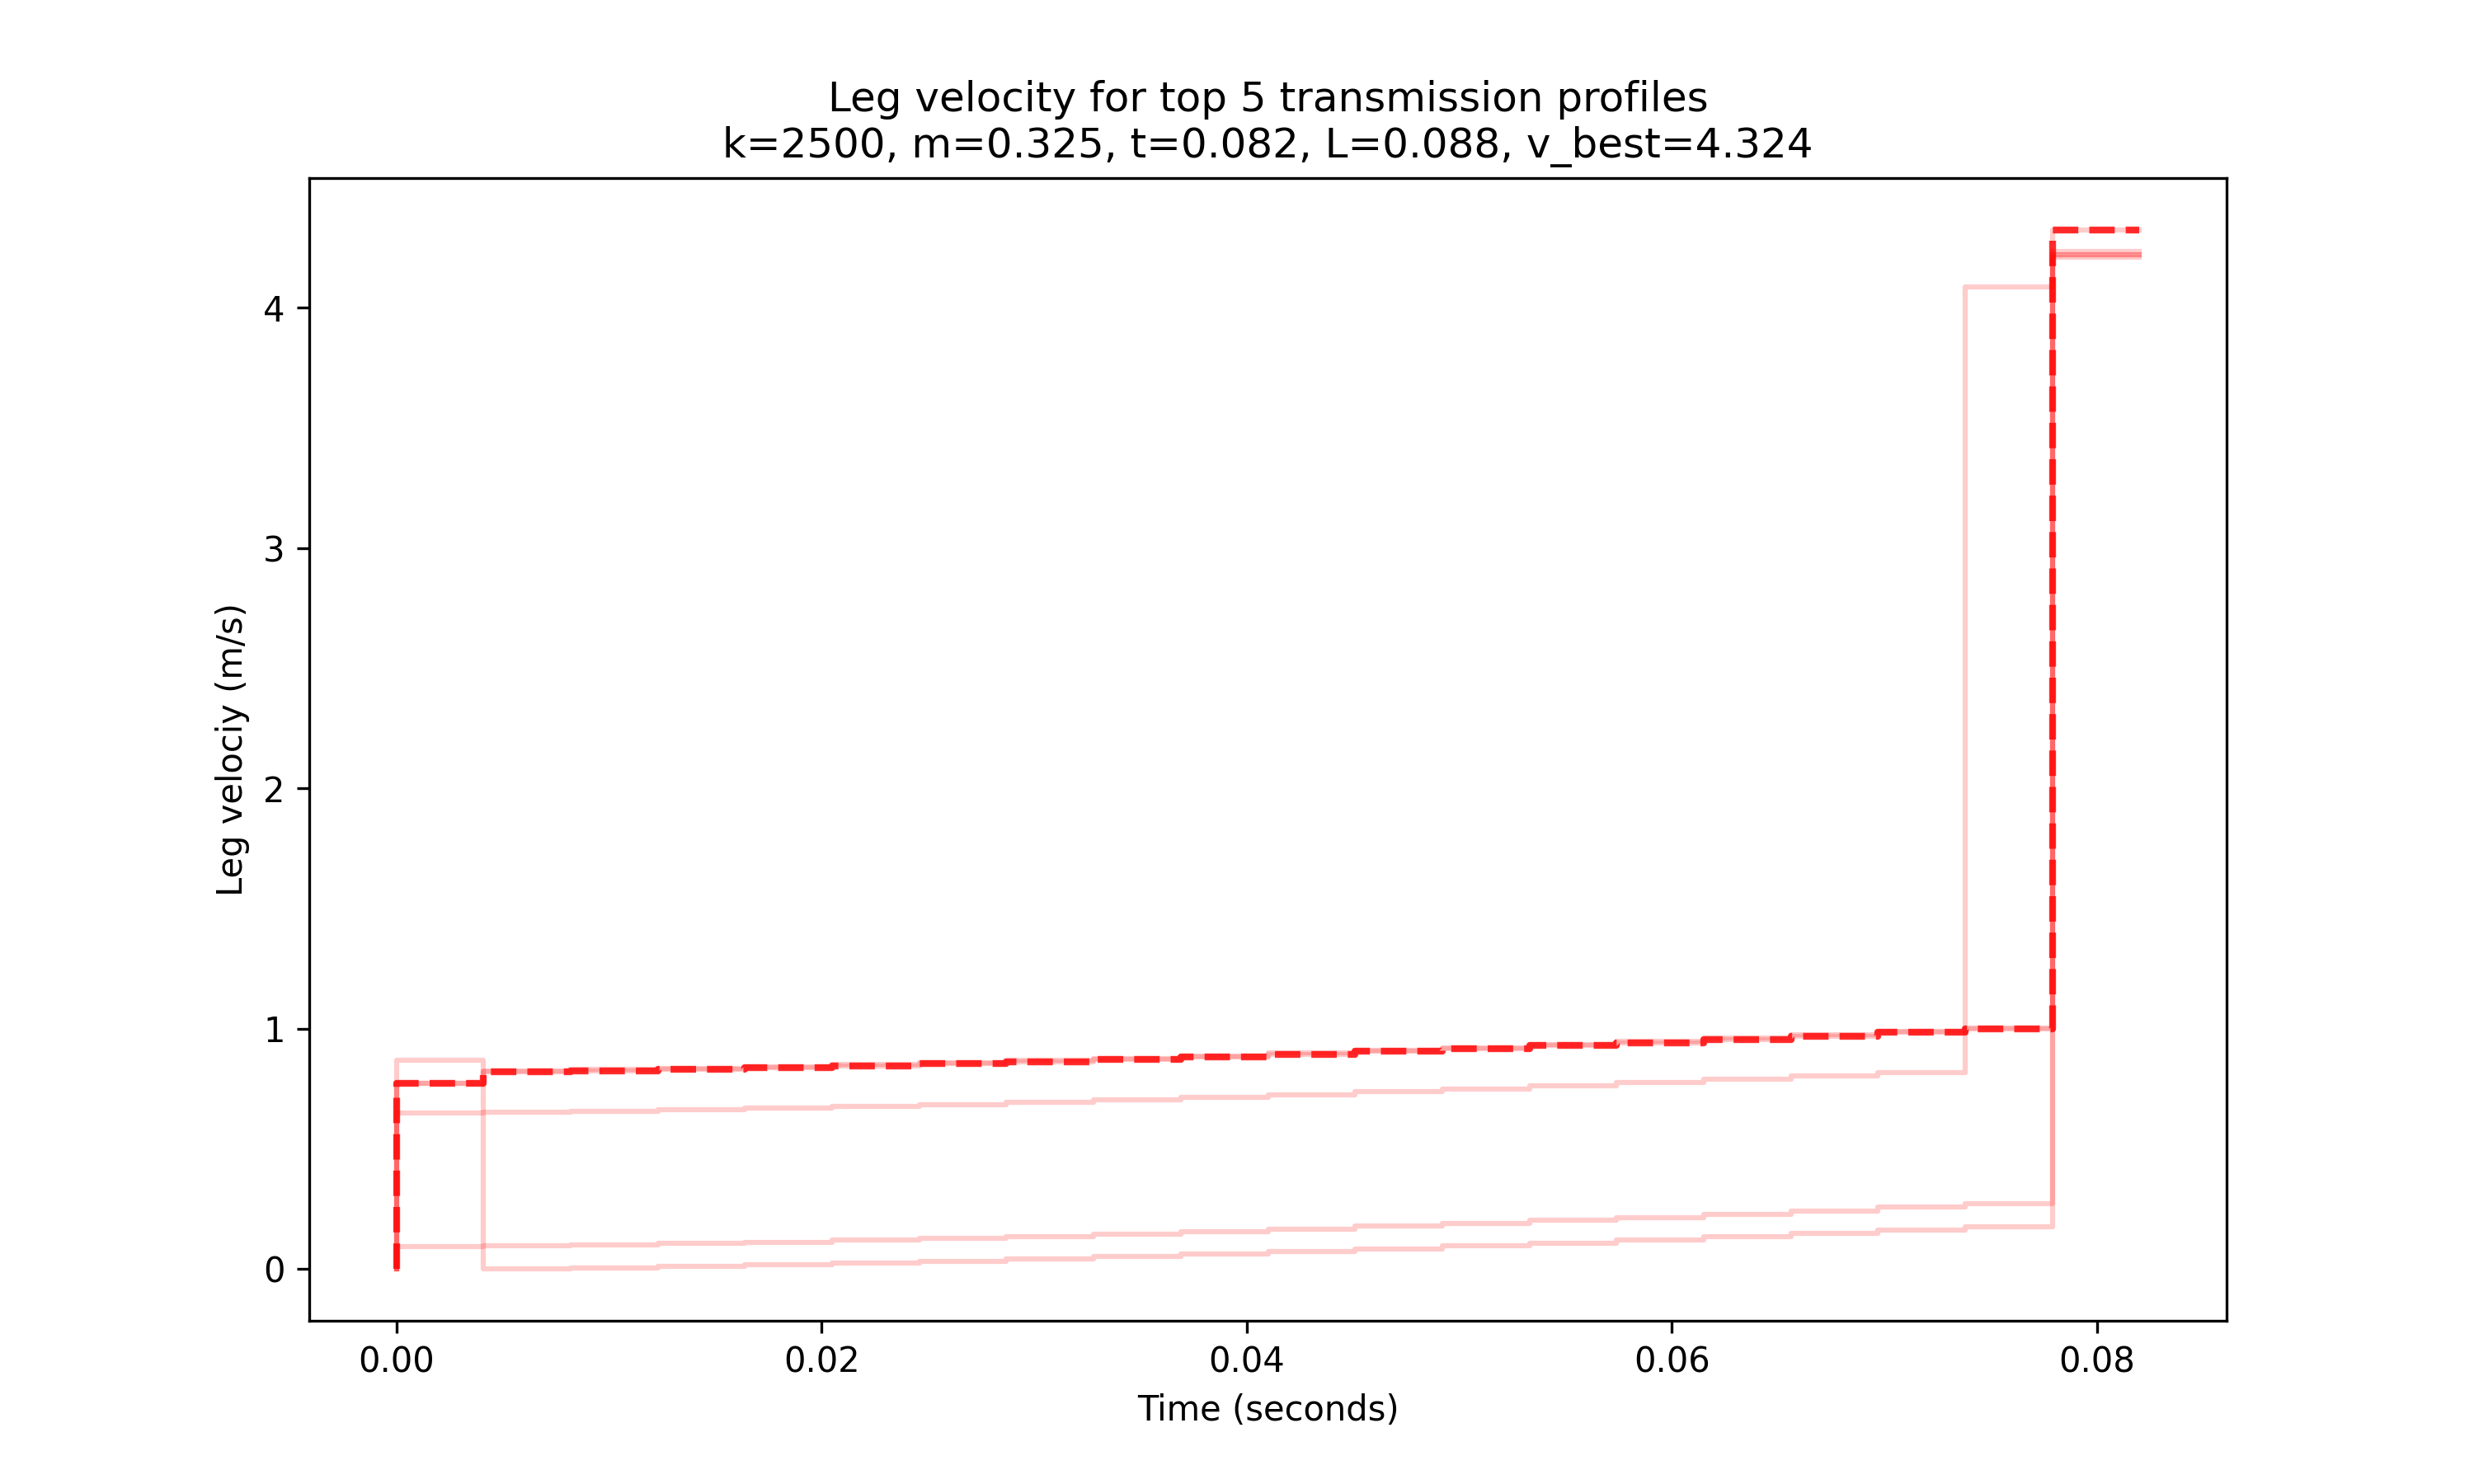 Leg velocity for top 5 transmission profiles
k=2500, m=0.325, t=0.082, L=0.088, v_best=4.324
4
3
2
1
0
Leg velociy (m/s)
0.00 0.02 0.04 0.06 0.08
Time (seconds)